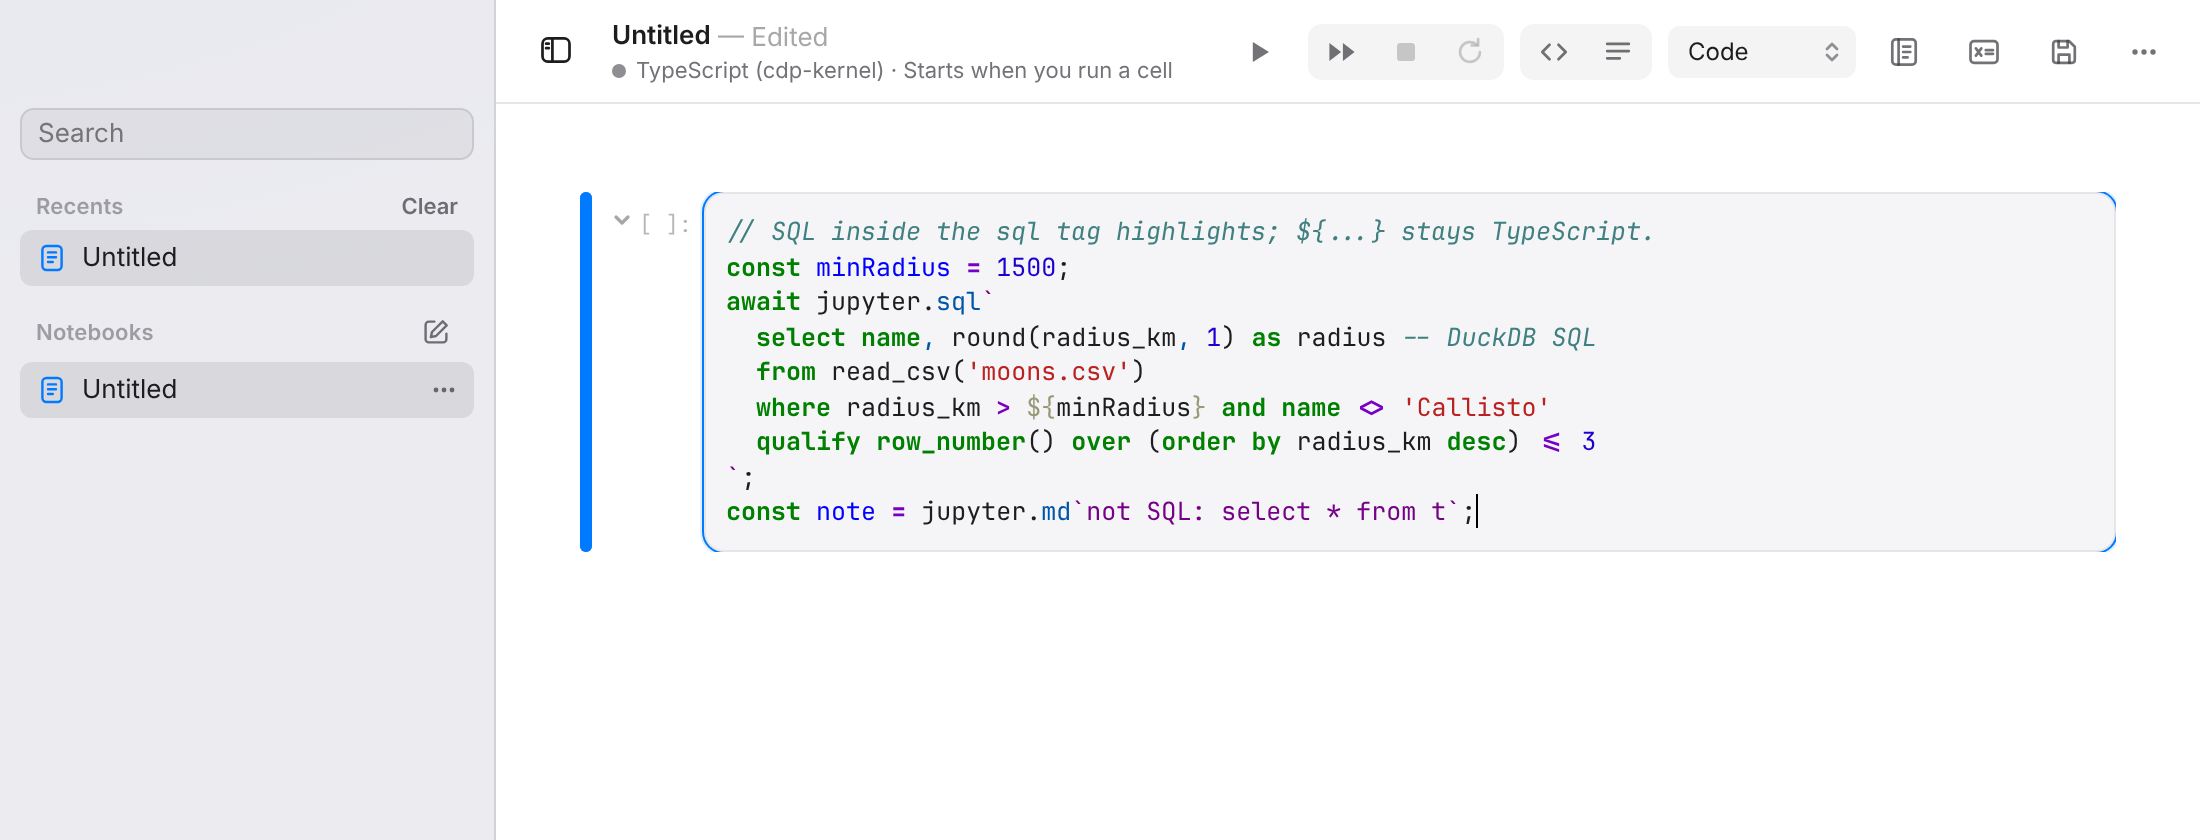 Search
Recents
Clear
Untitled
Notebooks
Untitled
Untitled — Edited
TypeScript (cdp-kernel) · Starts when you run a cell
Code
[ ]:
// SQL inside the sql tag highlights; ${...} stays TypeScript.
const minRadius = 1500;
await jupyter.sql`
  select name, round(radius_km, 1) as radius -- DuckDB SQL
  from read_csv('moons.csv')
  where radius_km > ${minRadius} and name <> 'Callisto'
  qualify row_number() over (order by radius_km desc) <= 3
`;
const note = jupyter.md`not SQL: select * from t`;